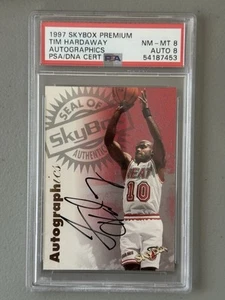 1997 SKYBOX PREMIUM
NM - MT 8
TIM HARDAWAY
AUTOGRAPHICS
AUTO 8
PSA/DNA CERT
PSA
54187453
SEAL OF
SkyBox
AUTHENTIC
HEAT
10
Autographics